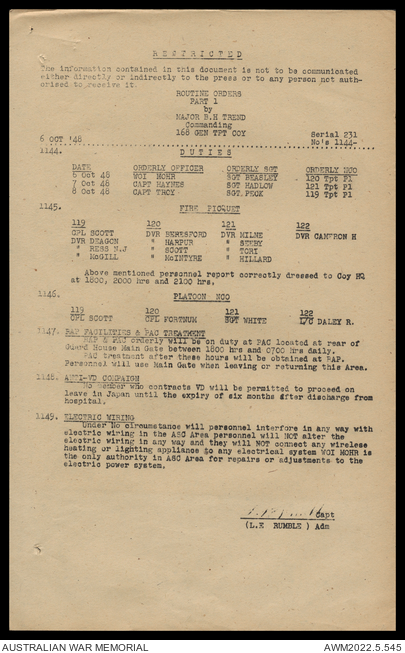 RESTRICTED
The information contained in this document is not to be communicated
either directly or indirectly to the press or to any person not auth-
orised to receive it.
ROUTINE ORDERS
PART 1
by
MAJOR B.H TREND
Commanding
168 GEN TPT COY
Serial 231
6 OCT '48 No's 1144-
1144. DUTIES
DATE ORDERLY OFFICER ORDERLY SGT ORDERLY NCO
6 Oct 48 WOI MOHR SGT BEASLEY 120 Tpt Pl
7 Oct 48 CAPT HAYNES SGT HADLOW 121 Tpt Pl
8 Oct 48 CAPT TROY SGT. PECK 119 Tpt Pl
1145. FIRE PICQUET
119 120 121 122
CPL SCOTT DVR BERESFORD DVR MILNE DVR CAMERON H
DVR DEACON " HARPUR " SEEBY
" RESS N.J " SCOTT " TORI
" McGILL " McINTYRE " HILLARD
Above mentioned personnel report correctly dressed to Coy HQ
at 1800, 2000 hrs and 2100 hrs.
1146. PLATOON NCO
119 120 121 122
CPL SCOTT CPL FORTNUM SGT WHITE L/C DALEY R.
1147. RAP FACILITIES & PAC TREATMENT
RAP & PAC orderly will be on duty at PAC located at rear of
Guard House Main Gate between 1800 hrs and 0700 hrs daily.
PAC treatment after these hours will be obtained at RAP.
Personnel will use Main Gate when leaving or returning this Area.
1148. ANTI-VD COMPAIGN
No member who contracts VD will be permitted to proceed on
leave in Japan until the expiry of six months after discharge from
hospital.
1149. ELECTRIC WIRING
Under No circumstance will personnel interfere in any way with
electric wiring in the ASC Area personnel will NOT alter the
electric wiring in any way and they will NOT connect any wireless
heating or lighting appliance to any electrical system WOI MOHR is
the only authority in ASC Area for repairs or adjustments to the
electric power system.
Capt
(L.E RUMBLE ) Adm
AUSTRALIAN WAR MEMORIAL AWM2022.5.545